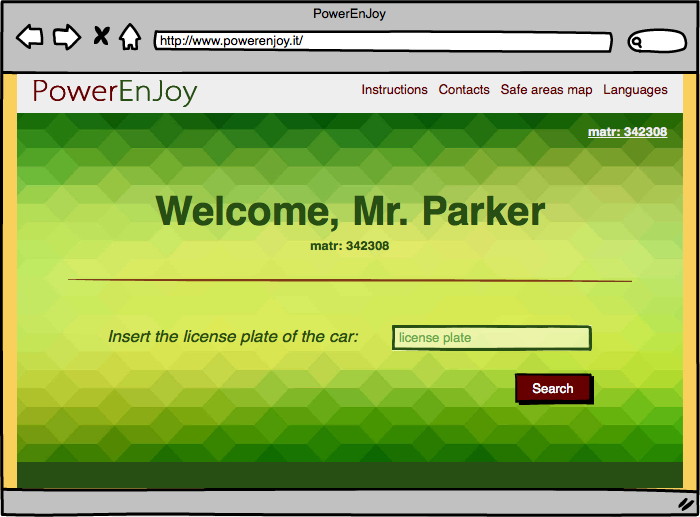 PowerEnJoy
http://www.powerenjoy.it/
PowerEnJoy
Instructions Contacts Safe areas map Languages
matr: 342308
Welcome, Mr. Parker
matr: 342308
Insert the license plate of the car:
license plate
Search